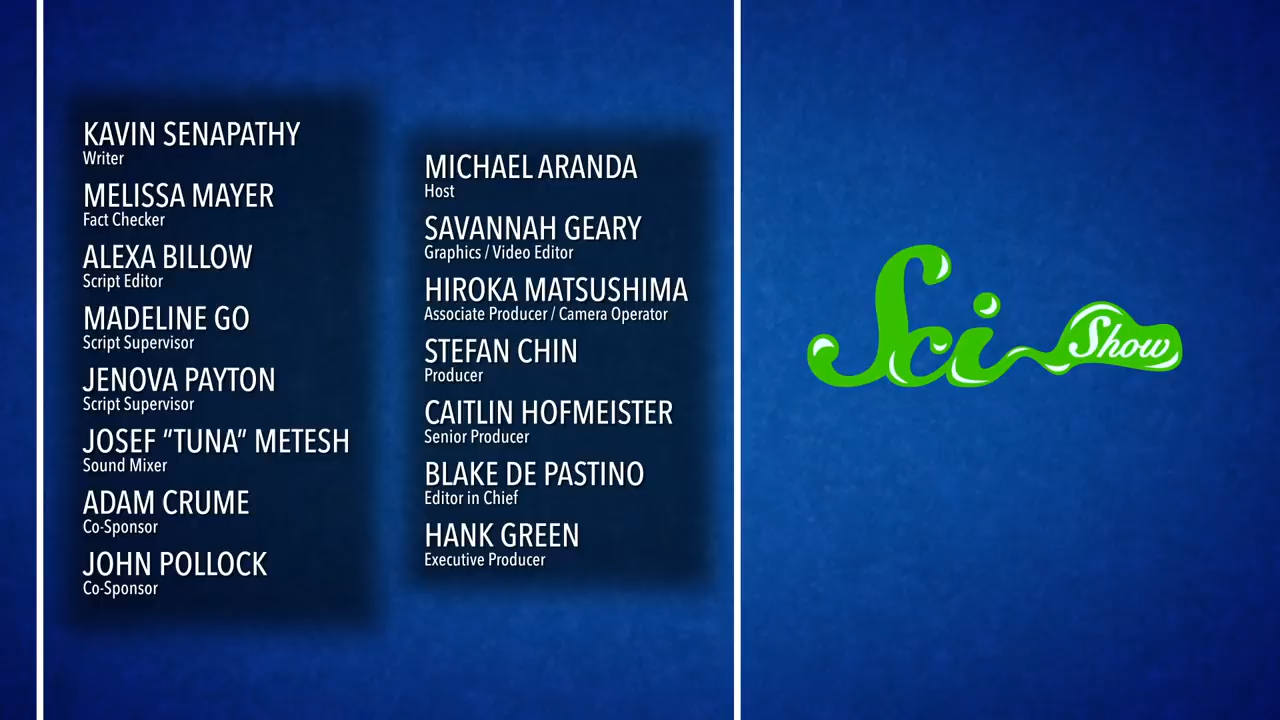 KAVIN SENAPATHY
Writer
MELISSA MAYER
Fact Checker
ALEXA BILLOW
Script Editor
MADELINE GO
Script Supervisor
JENOVA PAYTON
Script Supervisor
JOSEF “TUNA” METESH
Sound Mixer
ADAM CRUME
Co-Sponsor
JOHN POLLOCK
Co-Sponsor
MICHAEL ARANDA
Host
SAVANNAH GEARY
Graphics / Video Editor
HIROKA MATSUSHIMA
Associate Producer / Camera Operator
STEFAN CHIN
Producer
CAITLIN HOFMEISTER
Senior Producer
BLAKE DE PASTINO
Editor in Chief
HANK GREEN
Executive Producer
Sci Show